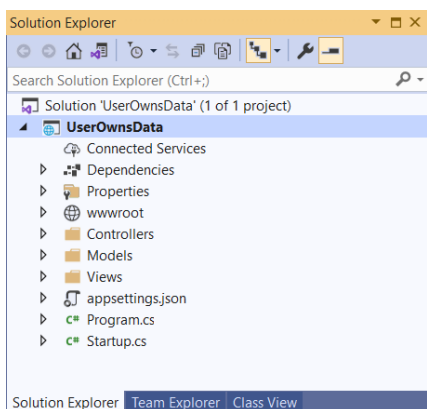 Solution Explorer
Search Solution Explorer (Ctrl+;)
Solution 'UserOwnsData' (1 of 1 project)
UserOwnsData
Connected Services
Dependencies
Properties
wwwroot
Controllers
Models
Views
appsettings.json
C# Program.cs
C# Startup.cs
Solution Explorer Team Explorer Class View